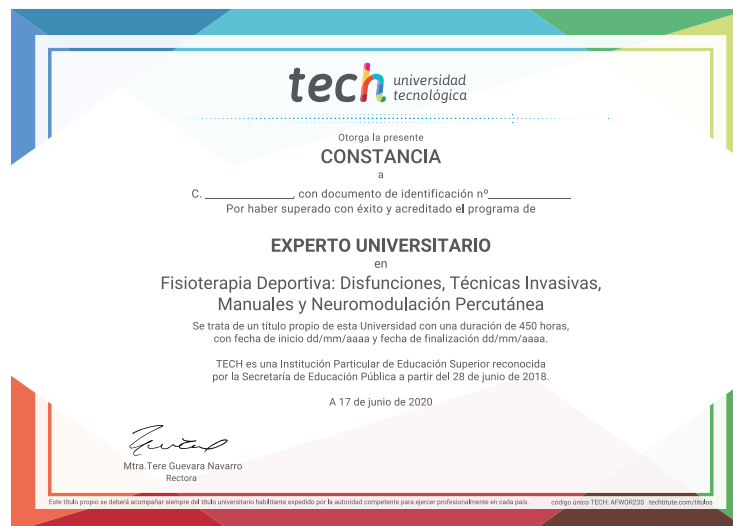 tech universidad
tecnológica
Otorga la presente
CONSTANCIA
a
C. ________________, con documento de identificación nº______________
Por haber superado con éxito y acreditado el programa de
EXPERTO UNIVERSITARIO
en
Fisioterapia Deportiva: Disfunciones, Técnicas Invasivas,
Manuales y Neuromodulación Percutánea
Se trata de un título propio de esta Universidad con una duración de 450 horas,
con fecha de inicio dd/mm/aaaa y fecha de finalización dd/mm/aaaa.
TECH es una Institución Particular de Educación Superior reconocida
por la Secretaría de Educación Pública a partir del 28 de junio de 2018.
A 17 de junio de 2020
Mtra.Tere Guevara Navarro
Rectora
Este título propio se deberá acompañar siempre del título universitario habilitante expedido por la autoridad competente para ejercer profesionalmente en cada país. código único TECH: AFWOR23S techtitute.com/titulos